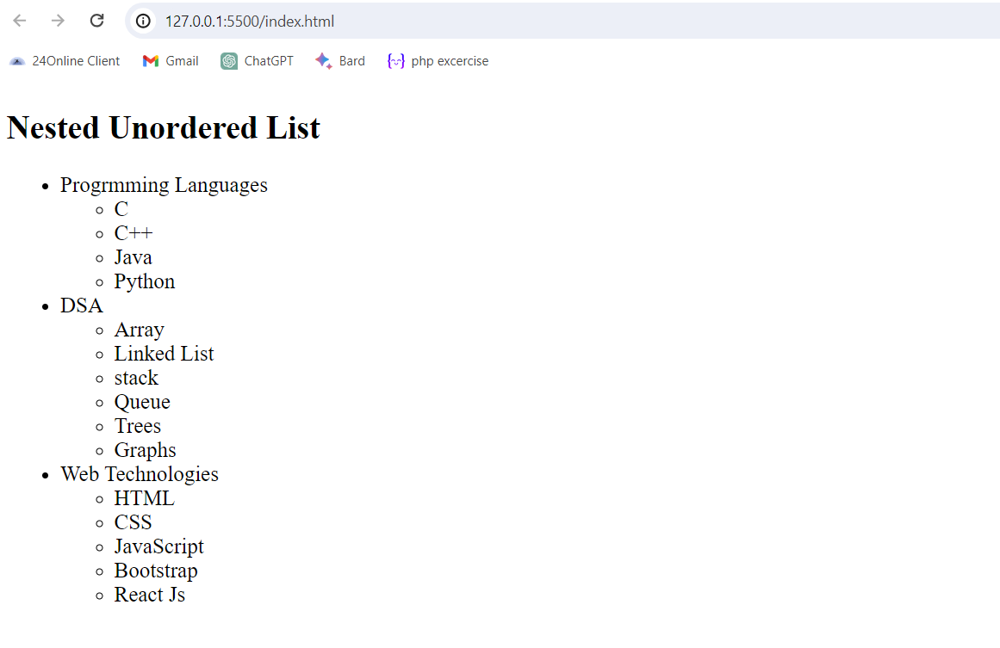 127.0.0.1:5500/index.html
24Online Client Gmail ChatGPT Bard {~} php excercise
Nested Unordered List
Progrmming Languages
C
C++
Java
Python
DSA
Array
Linked List
stack
Queue
Trees
Graphs
Web Technologies
HTML
CSS
JavaScript
Bootstrap
React Js